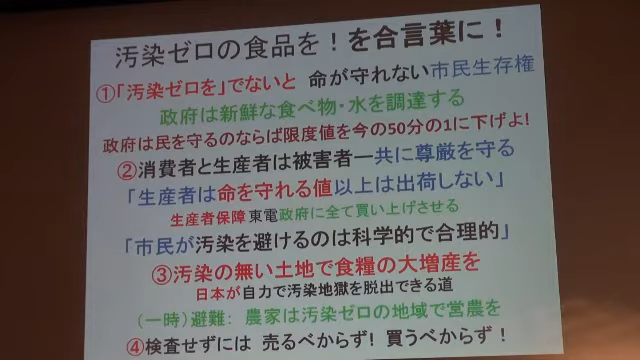 汚染ゼロの食品を！を合言葉に！
①「汚染ゼロを」でないと 命が守れない市民生存権
政府は新鮮な食べ物・水を調達する
政府は民を守るのならば限度値を今の50分の1に下げよ!
②消費者と生産者は被害者ー共に尊厳を守る
「生産者は命を守れる値以上は出荷しない」
生産者保障 東電政府に全て買い上げさせる
「市民が汚染を避けるのは科学的で合理的」
③汚染の無い土地で食糧の大増産を
日本が自力で汚染地獄を脱出できる道
（一時）避難： 農家は汚染ゼロの地域で営農を
④検査せずには 売るべからず! 買うべからず！